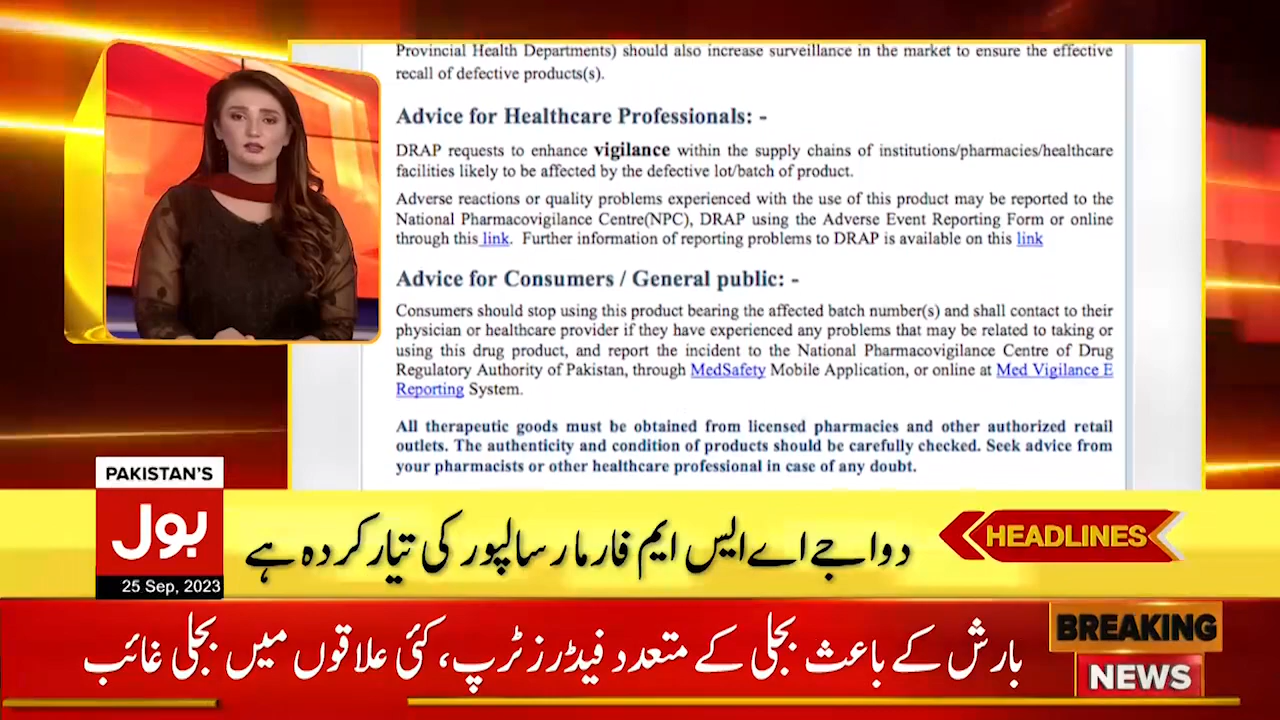 Provincial Health Departments) should also increase surveillance in the market to ensure the effective
recall of defective products(s).
Advice for Healthcare Professionals: -
DRAP requests to enhance vigilance within the supply chains of institutions/pharmacies/healthcare
facilities likely to be affected by the defective lot/batch of product.
Adverse reactions or quality problems experienced with the use of this product may be reported to the
National Pharmacovigilance Centre(NPC), DRAP using the Adverse Event Reporting Form or online
through this link. Further information of reporting problems to DRAP is available on this link
Advice for Consumers / General public: -
Consumers should stop using this product bearing the affected batch number(s) and shall contact to their
physician or healthcare provider if they have experienced any problems that may be related to taking or
using this drug product, and report the incident to the National Pharmacovigilance Centre of Drug
Regulatory Authority of Pakistan, through MedSafety Mobile Application, or online at Med Vigilance E
Reporting System.
All therapeutic goods must be obtained from licensed pharmacies and other authorized retail
outlets. The authenticity and condition of products should be carefully checked. Seek advice from
your pharmacists or other healthcare professional in case of any doubt.
PAKISTAN'S
بول
25 Sep, 2023
HEADLINES
دوا جے اے ایس ایم فارما رسالپور کی تیار کردہ ہے
BREAKING
NEWS
بارش کے باعث بجلی کے متعدد فیڈرز ٹرپ، کئی علاقوں میں بجلی غائب